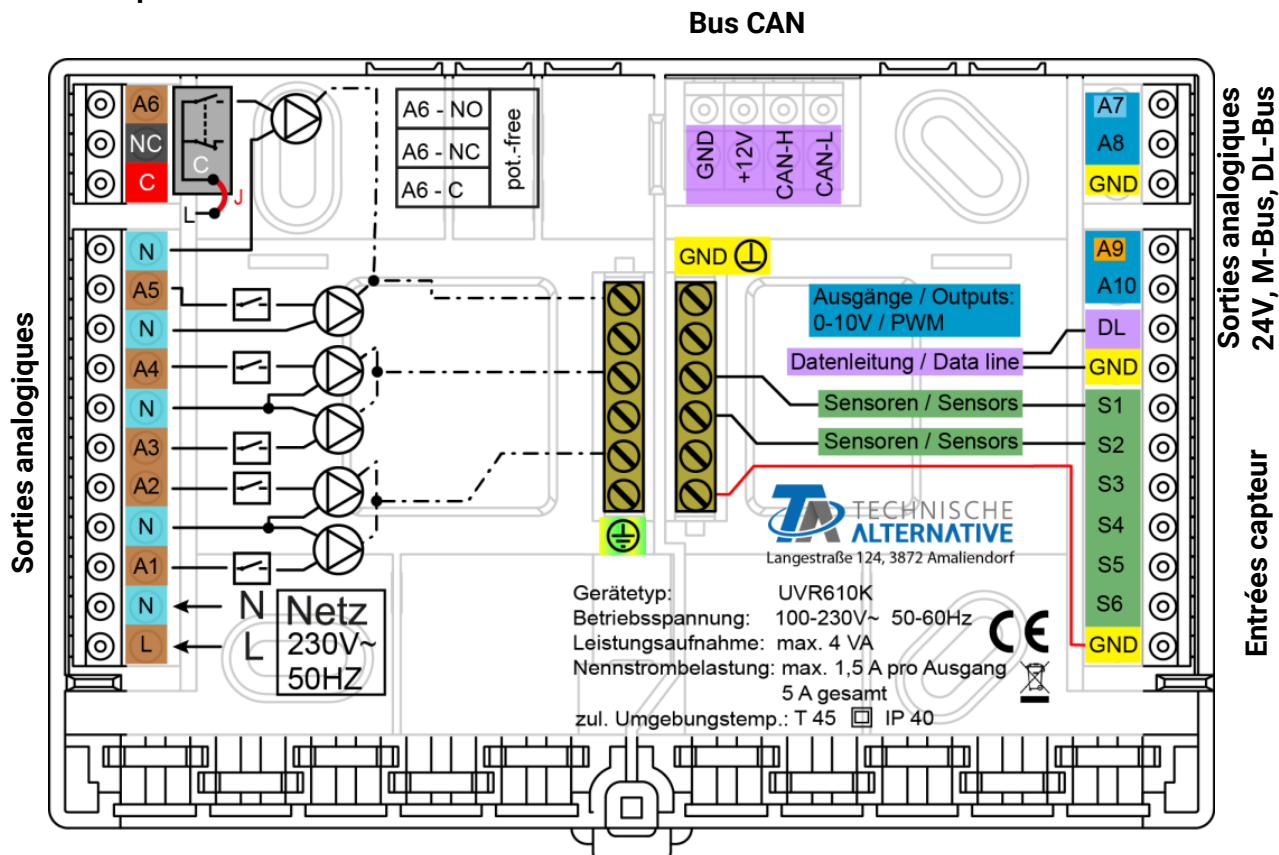 Bus CAN
A6
NC
C
C
J
L
A6 - NO
A6 - NC
A6 - C
pot.-free
GND
+12V
CAN-H
CAN-L
A7
A8
GND
Sorties analogiques
24V, M-Bus, DL-Bus
N
A5
N
A4
N
A3
A2
N
A1
N
L
Sorties analogiques
N
L
Netz
230V~
50HZ
GND
Ausgänge / Outputs:
0-10V / PWM
Datenleitung / Data line
Sensoren / Sensors
Sensoren / Sensors
A9
A10
DL
GND
S1
S2
S3
S4
S5
S6
GND
Entrées capteur
TA TECHNISCHE
ALTERNATIVE
Langestraße 124, 3872 Amaliendorf
Gerätetyp: UVR610K
Betriebsspannung: 100-230V~ 50-60Hz
Leistungsaufnahme: max. 4 VA
Nennstrombelastung: max. 1,5 A pro Ausgang
5 A gesamt
zul. Umgebungstemp.: T 45 IP 40
CE